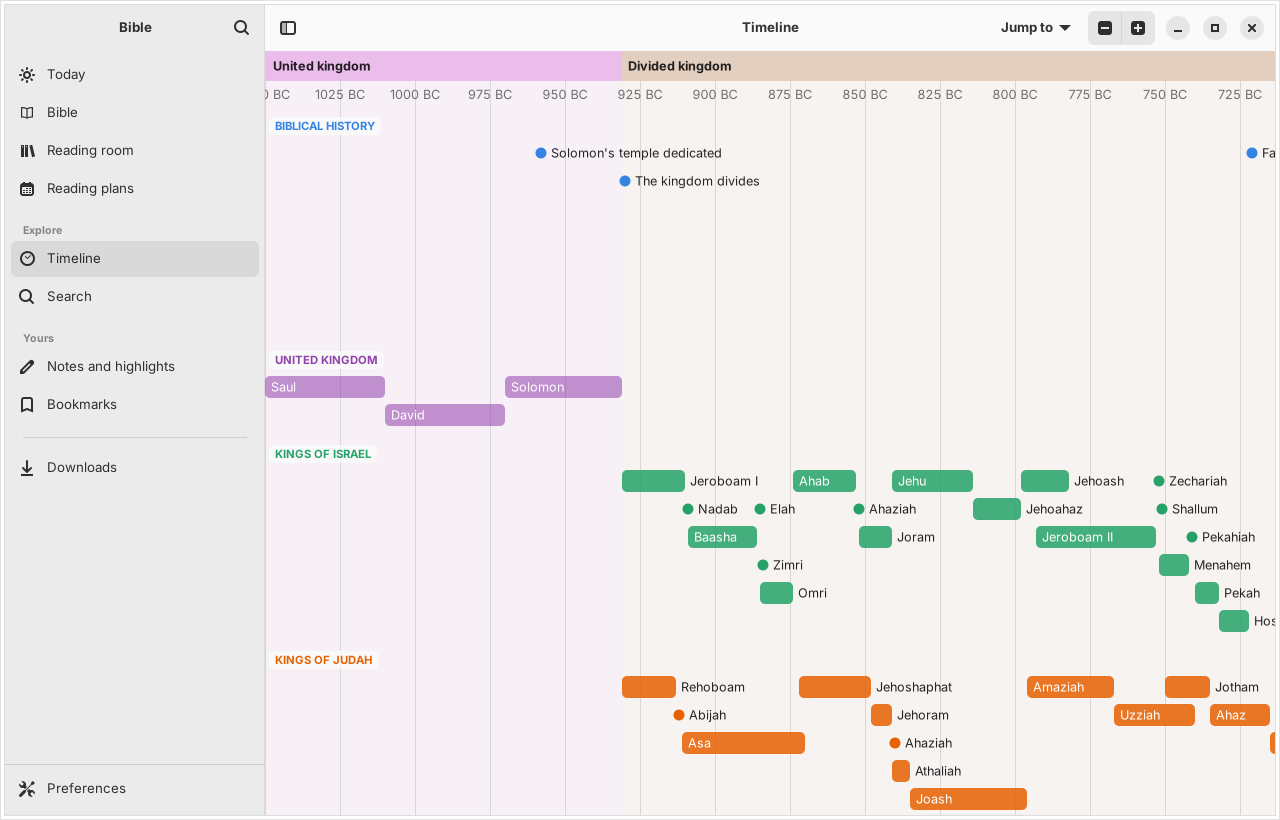 Bible
Timeline
Jump to
Today
Bible
Reading room
Reading plans
Explore
Timeline
Search
Yours
Notes and highlights
Bookmarks
Downloads
Preferences
United kingdom
Divided kingdom
0 BC 1025 BC 1000 BC 975 BC 950 BC 925 BC 900 BC 875 BC 850 BC 825 BC 800 BC 775 BC 750 BC 725 BC
BIBLICAL HISTORY
Solomon's temple dedicated
Fa
The kingdom divides
UNITED KINGDOM
Saul
Solomon
David
KINGS OF ISRAEL
Jeroboam I
Ahab
Jehu
Jehoash
Zechariah
Nadab
Elah
Ahaziah
Jehoahaz
Shallum
Baasha
Joram
Jeroboam II
Pekahiah
Zimri
Menahem
Omri
Pekah
Hos
KINGS OF JUDAH
Rehoboam
Jehoshaphat
Amaziah
Jotham
Abijah
Jehoram
Uzziah
Ahaz
Asa
Ahaziah
Athaliah
Joash